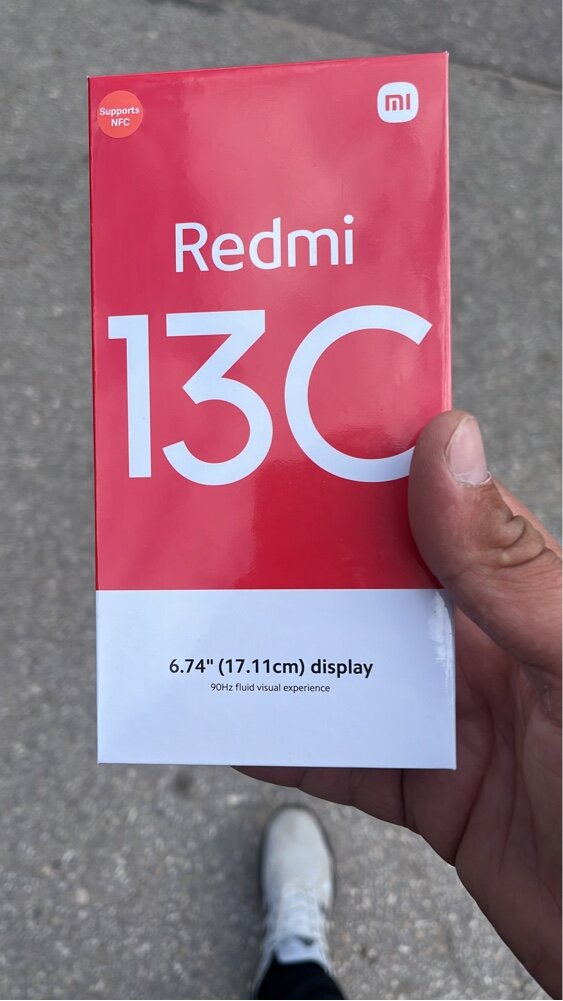 Supports
NFC
mi
Redmi
13C
6.74" (17.11cm) display
90Hz fluid visual experience